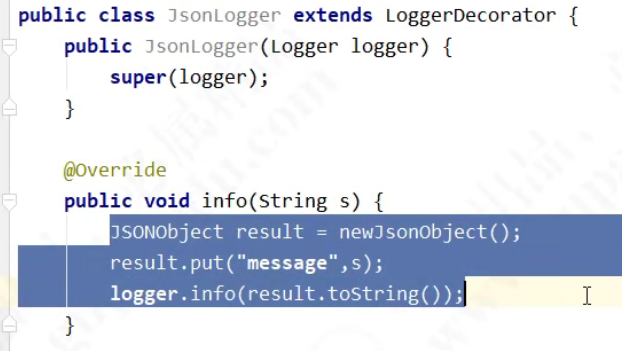 public class JsonLogger extends LoggerDecorator {
public JsonLogger(Logger logger) {
super(logger);
}
@Override
public void info(String s) {
JSONObject result = newJsonObject();
result.put("message",s);
logger.info(result.toString());
}